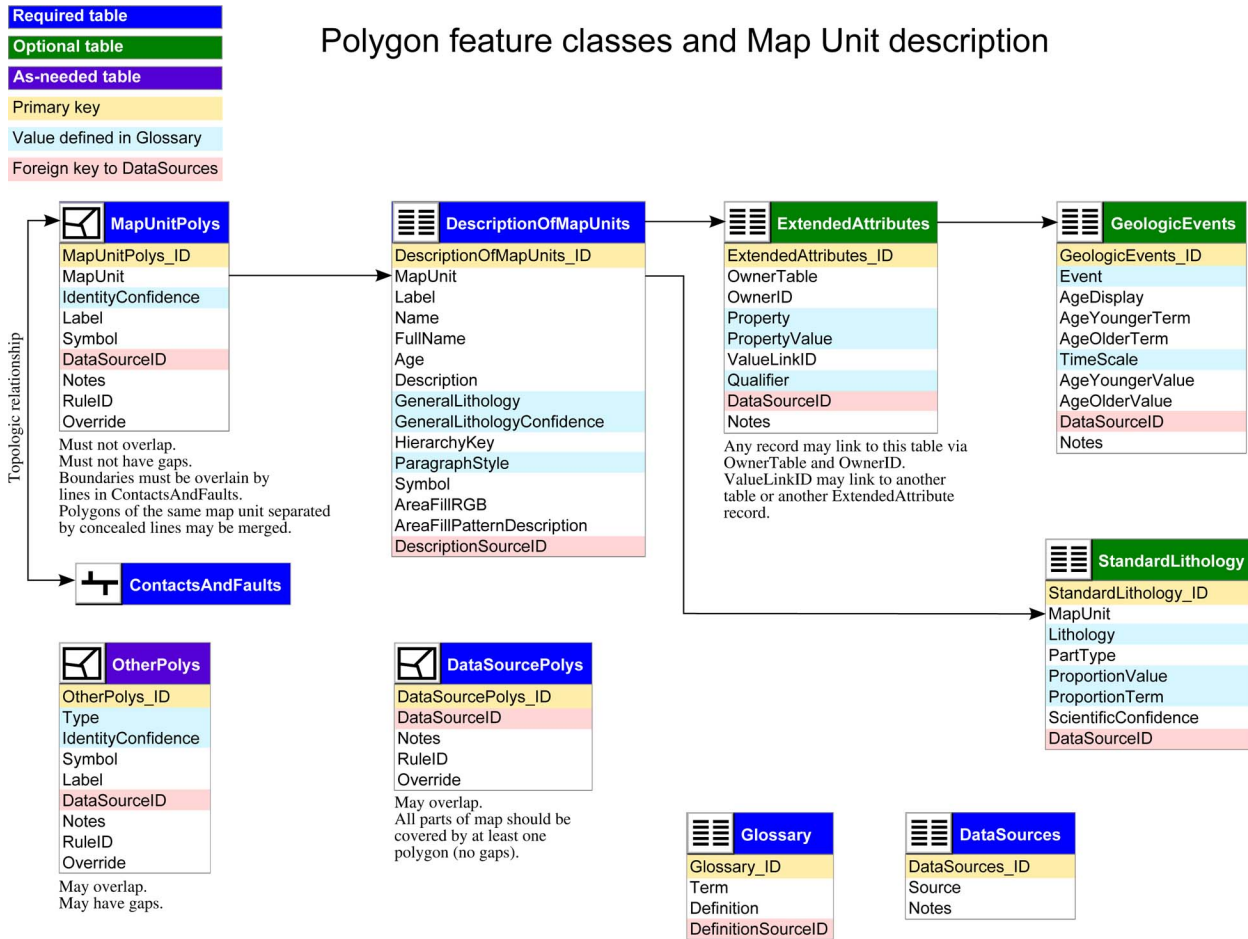 Required table
Optional table
As-needed table
Primary key
Value defined in Glossary
Foreign key to DataSources
Polygon feature classes and Map Unit description
Topologic relationship
MapUnitPolys
MapUnitPolys_ID
MapUnit
IdentityConfidence
Label
Symbol
DataSourceID
Notes
RuleID
Override
Must not overlap.
Must not have gaps.
Boundaries must be overlain by
lines in ContactsAndFaults.
Polygons of the same map unit separated
by concealed lines may be merged.
ContactsAndFaults
DescriptionOfMapUnits
DescriptionOfMapUnits_ID
MapUnit
Label
Name
FullName
Age
Description
GeneralLithology
GeneralLithologyConfidence
HierarchyKey
ParagraphStyle
Symbol
AreaFillRGB
AreaFillPatternDescription
DescriptionSourceID
ExtendedAttributes
ExtendedAttributes_ID
OwnerTable
OwnerID
Property
PropertyValue
ValueLinkID
Qualifier
DataSourceID
Notes
Any record may link to this table via
OwnerTable and OwnerID.
ValueLinkID may link to another
table or another ExtendedAttribute
record.
GeologicEvents
GeologicEvents_ID
Event
AgeDisplay
AgeYoungerTerm
AgeOlderTerm
TimeScale
AgeYoungerValue
AgeOlderValue
DataSourceID
Notes
StandardLithology
StandardLithology_ID
MapUnit
Lithology
PartType
ProportionValue
ProportionTerm
ScientificConfidence
DataSourceID
OtherPolys
OtherPolys_ID
Type
IdentityConfidence
Symbol
Label
DataSourceID
Notes
RuleID
Override
May overlap.
May have gaps.
DataSourcePolys
DataSourcePolys_ID
DataSourceID
Notes
RuleID
Override
May overlap.
All parts of map should be
covered by at least one
polygon (no gaps).
Glossary
Glossary_ID
Term
Definition
DefinitionSourceID
DataSources
DataSources_ID
Source
Notes